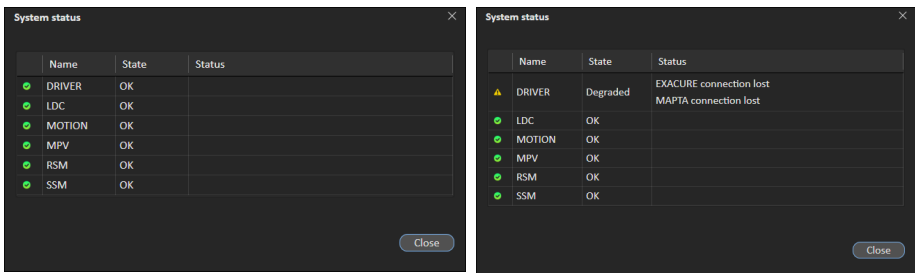 System status
Name State Status
DRIVER OK
LDC OK
MOTION OK
MPV OK
RSM OK
SSM OK
Close
System status
Name State Status
DRIVER Degraded EXACURE connection lost
MAPTA connection lost
LDC OK
MOTION OK
MPV OK
RSM OK
SSM OK
Close